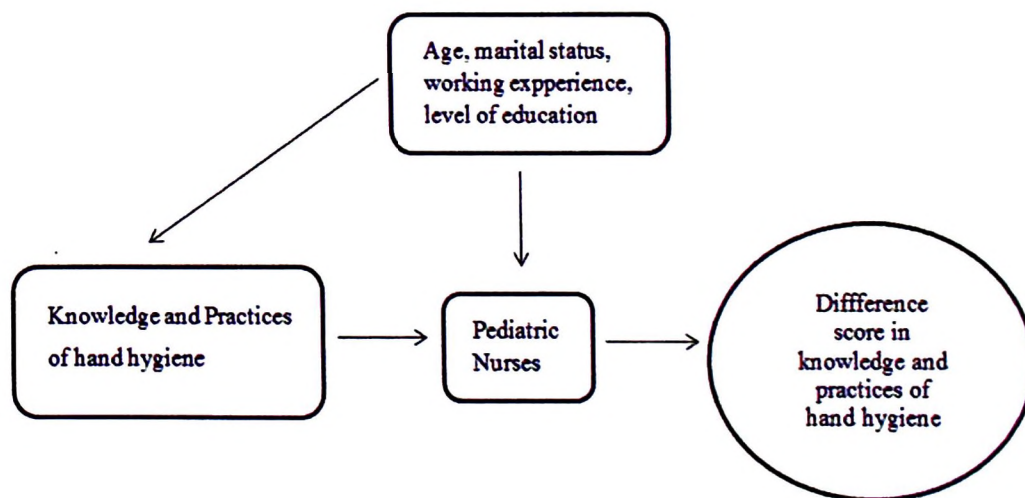 Age, marital status,
working expperience,
level of education
Knowledge and Practices
of hand hygiene
Pediatric
Nurses
Diffference
score in
knowledge and
practices of
hand hygiene